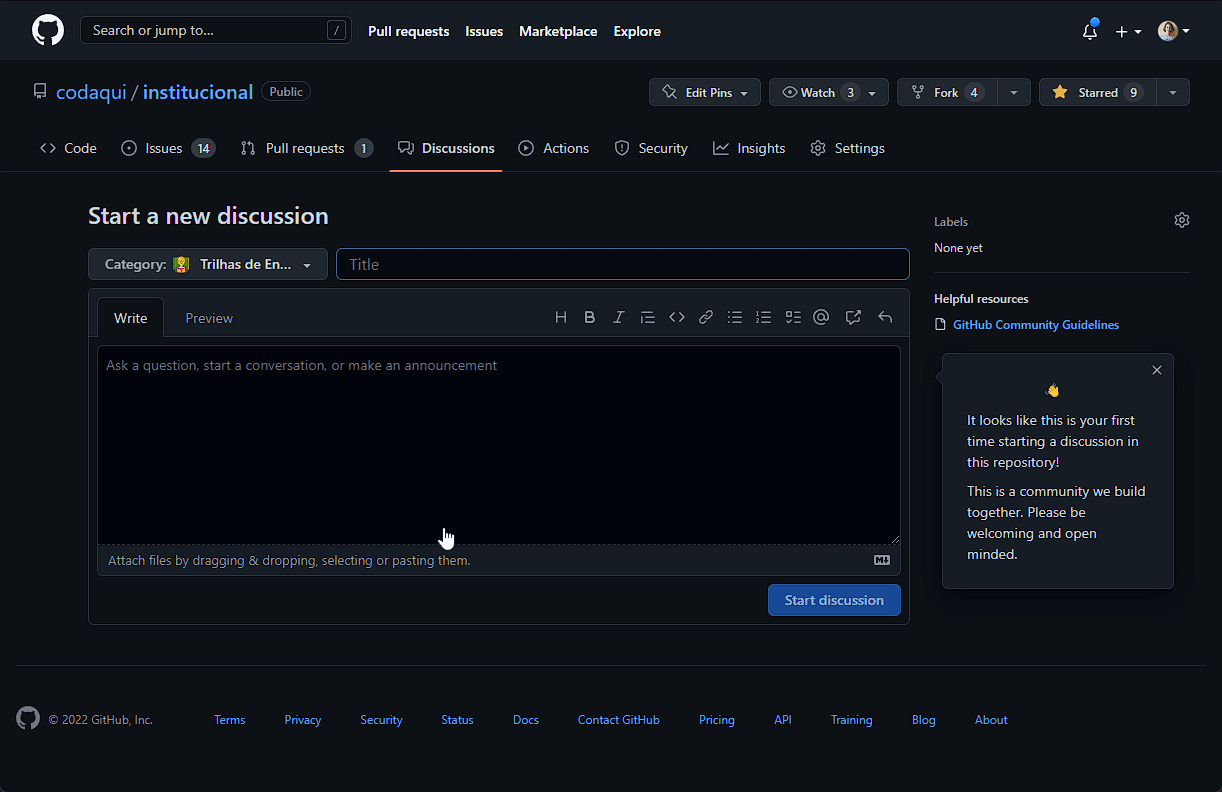 Search or jump to... /
Pull requests Issues Marketplace Explore
codaqui / institucional Public
Edit Pins Watch 3 Fork 4 Starred 9
Code Issues 14 Pull requests 1 Discussions Actions Security Insights Settings
Start a new discussion
Category: Trilhas de En... Title
Write Preview
Ask a question, start a conversation, or make an announcement
Attach files by dragging & dropping, selecting or pasting them.
Start discussion
Labels
None yet
Helpful resources
GitHub Community Guidelines
It looks like this is your first
time starting a discussion in
this repository!
This is a community we build
together. Please be
welcoming and open
minded.
© 2022 GitHub, Inc. Terms Privacy Security Status Docs Contact GitHub Pricing API Training Blog About